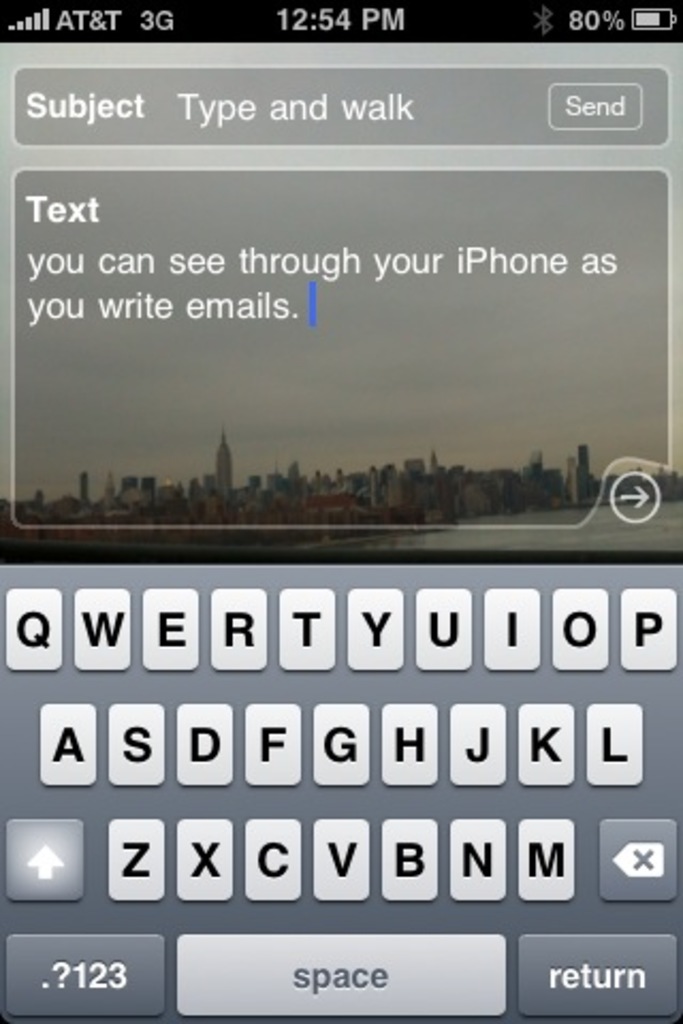 AT&T 3G 12:54 PM 80%
Subject Type and walk Send
Text
you can see through your iPhone as
you write emails.
Q W E R T Y U I O P
A S D F G H J K L
Z X C V B N M
.?123 space return